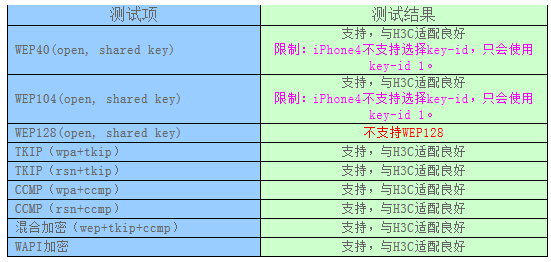 测试项 测试结果
WEP40(open, shared key) 支持，与H3C适配良好
限制：iPhone4不支持选择key-id，只会使用
key-id 1。
WEP104(open, shared key) 支持，与H3C适配良好
限制：iPhone4不支持选择key-id，只会使用
key-id 1。
WEP128(open, shared key) 不支持WEP128
TKIP（wpa+tkip） 支持，与H3C适配良好
TKIP（rsn+tkip） 支持，与H3C适配良好
CCMP（wpa+ccmp） 支持，与H3C适配良好
CCMP（rsn+ccmp） 支持，与H3C适配良好
混合加密（wep+tkip+ccmp） 支持，与H3C适配良好
WAPI加密 支持，与H3C适配良好